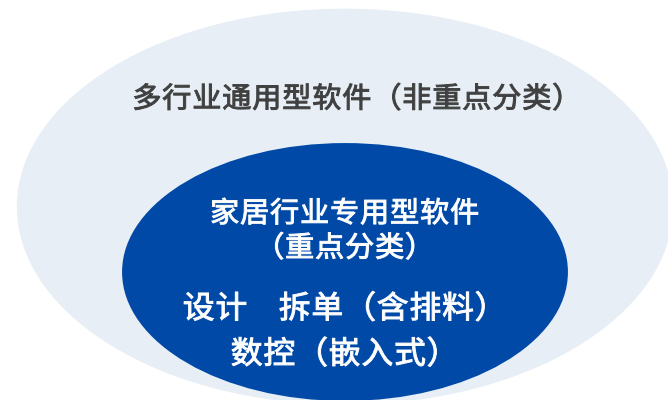 多行业通用型软件（非重点分类）
家居行业专用型软件
（重点分类）
设计　拆单（含排料）
数控（嵌入式）